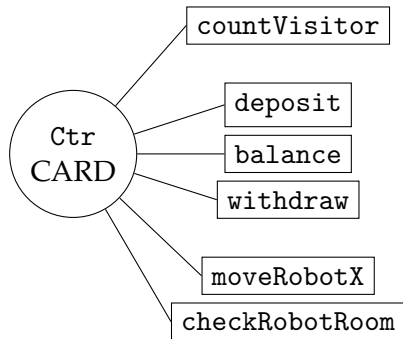 countVisitor
deposit
Ctr
CARD
balance
withdraw
moveRobotX
checkRobotRoom